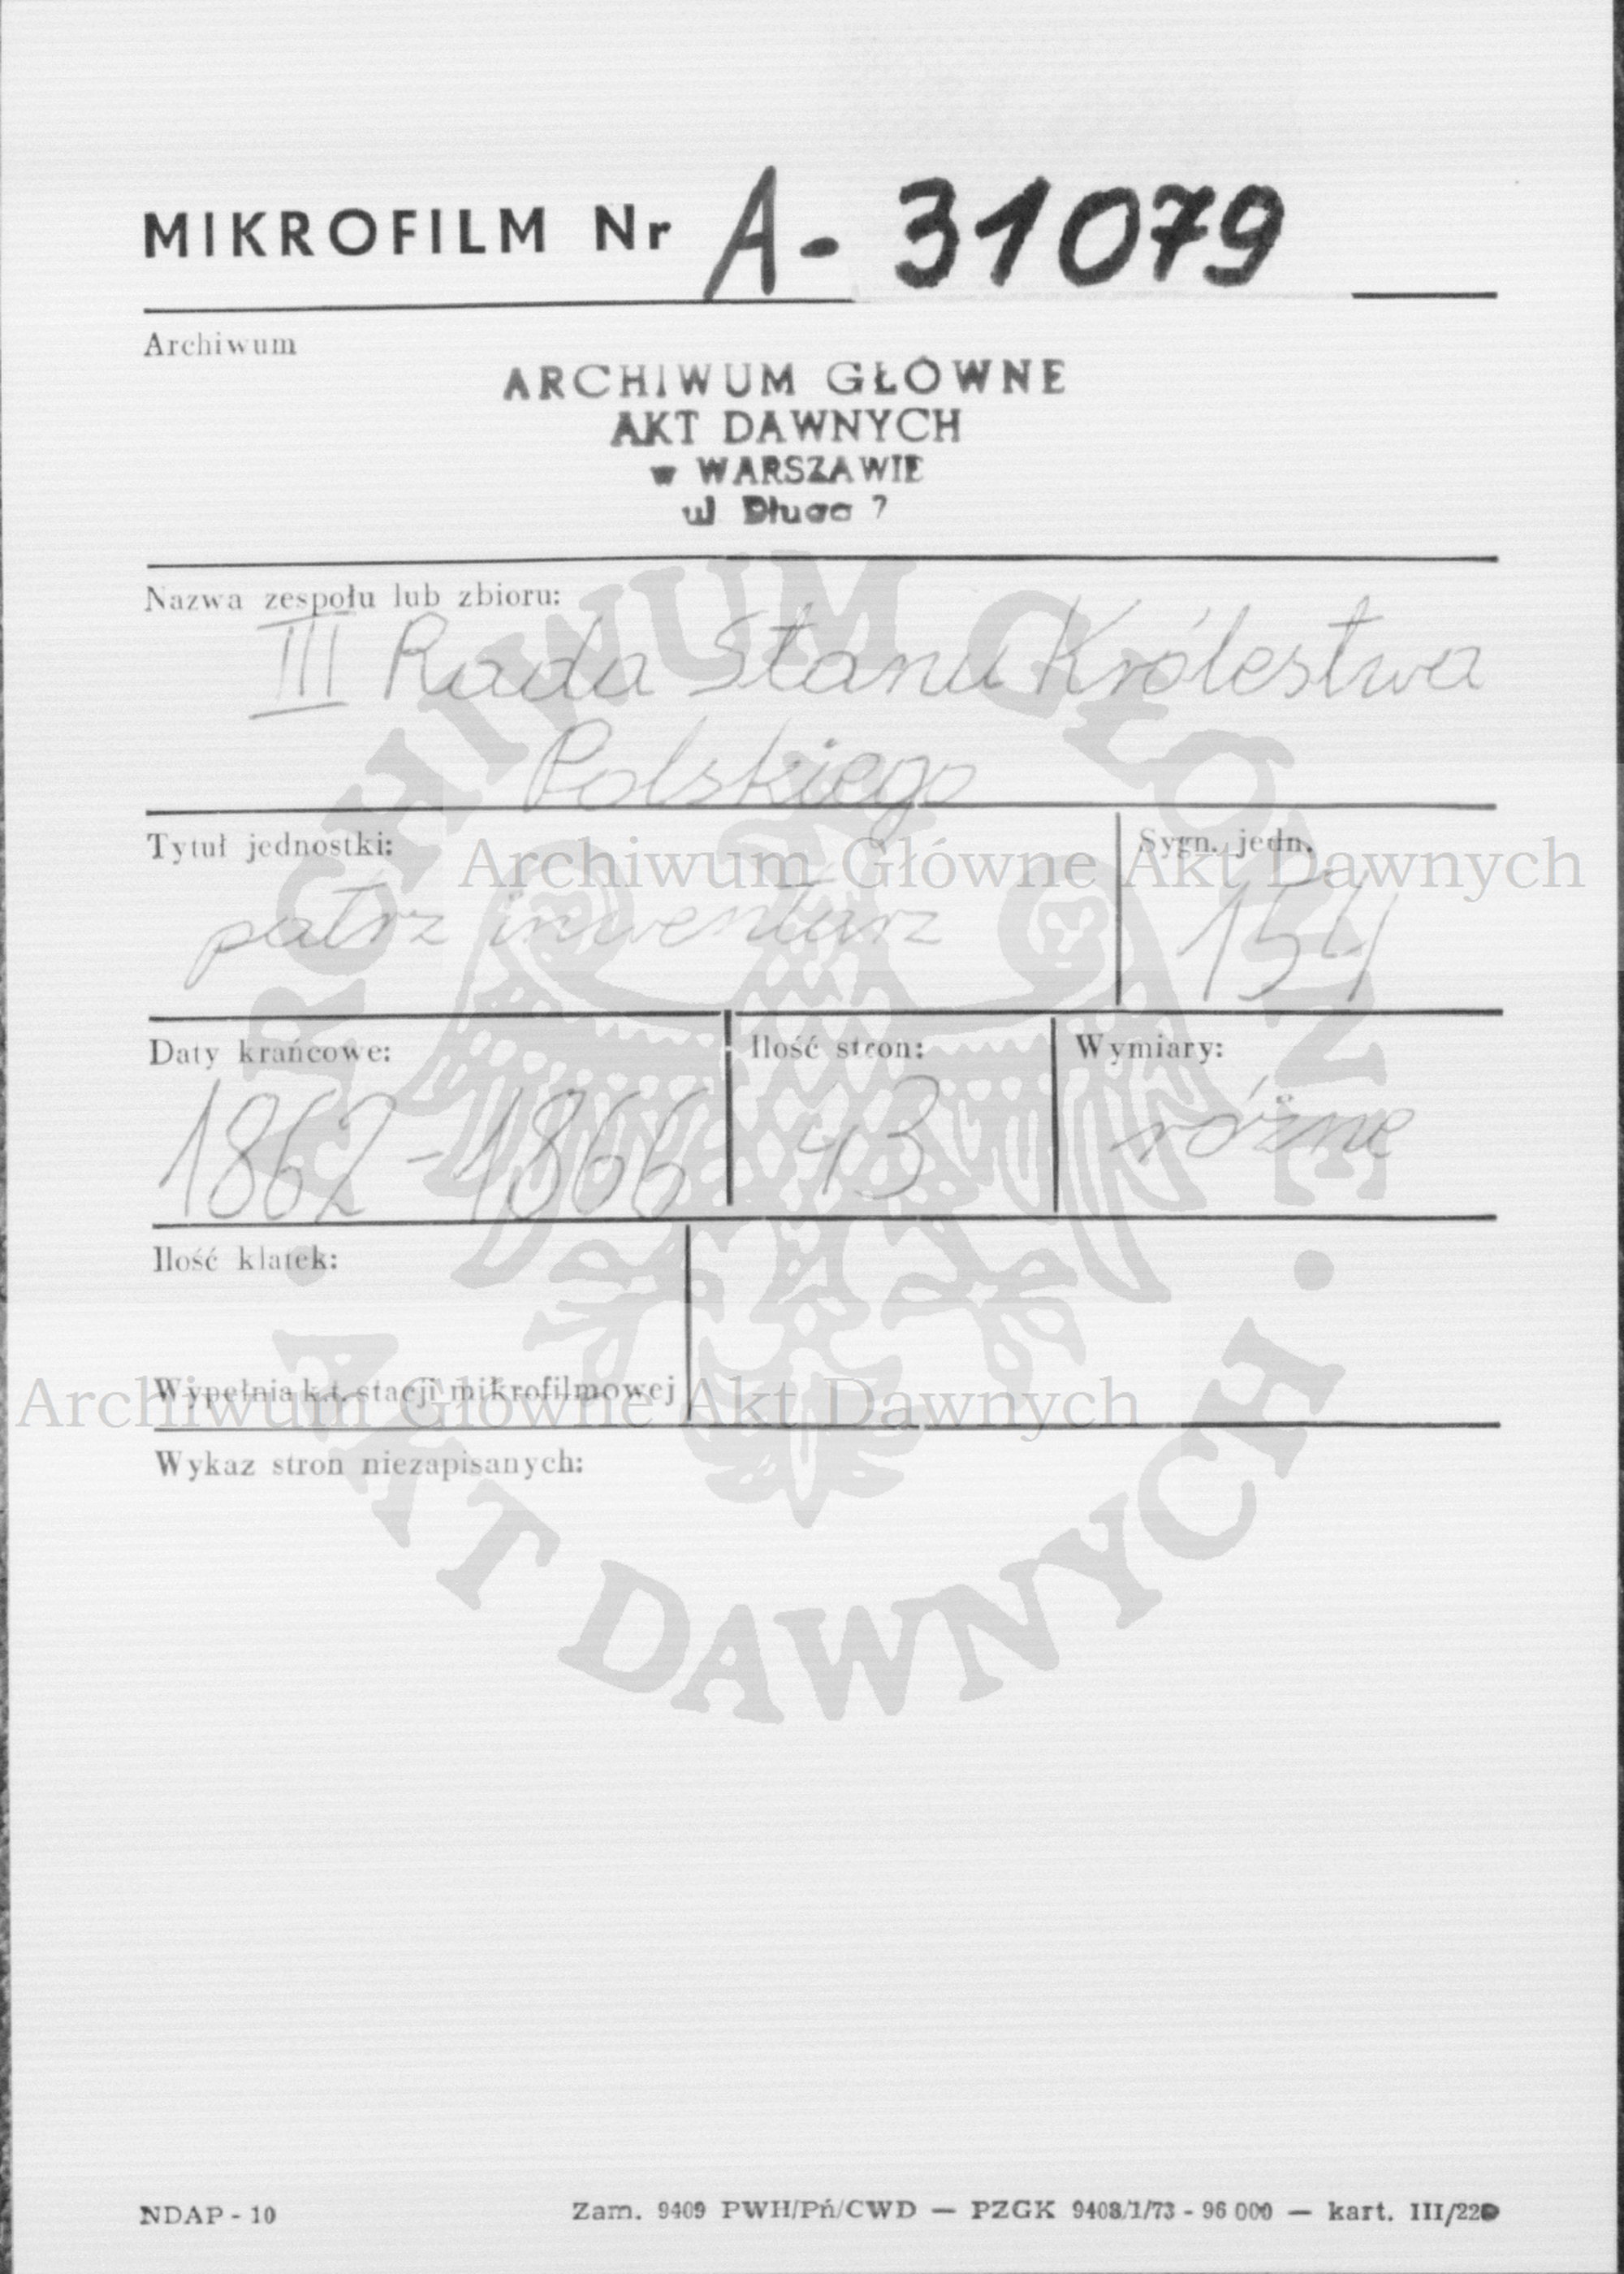 MIKROFILM Nr A- 31079
Archiwum
ARCHIWUM GŁÓWNE
AKT DAWNYCH
w WARSZAWIE
ul Długa 7
Nazwa zespołu lub zbioru:
III Rada Stanu Królestwa
Polskiego
Tytuł jednostki:
patrz inwentarz
Sygn. jedn.
154
Daty krańcowe:
1862-1866
Ilość stron:
43
Wymiary:
różne
Ilość klatek:
Wypełnia k.t. stacji mikrofilmowej
Wykaz stron niezapisanych:
NDAP - 10
Zam. 9409 PWH/Pń/CWD — PZGK 9408/1/73 - 96 000 — kart. III/220
Archiwum Główne Akt Dawnych
Archiwum Główne Akt Dawnych
ARCHIWUM GŁÓWNE · AKT DAWNYCH ·